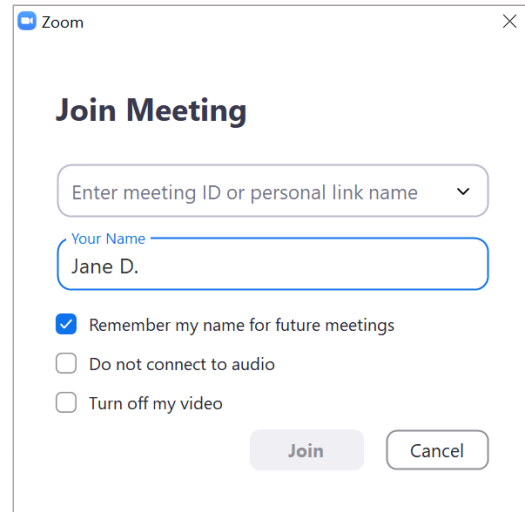 Zoom
Join Meeting
Enter meeting ID or personal link name
Your Name
Jane D.
Remember my name for future meetings
Do not connect to audio
Turn off my video
Join
Cancel